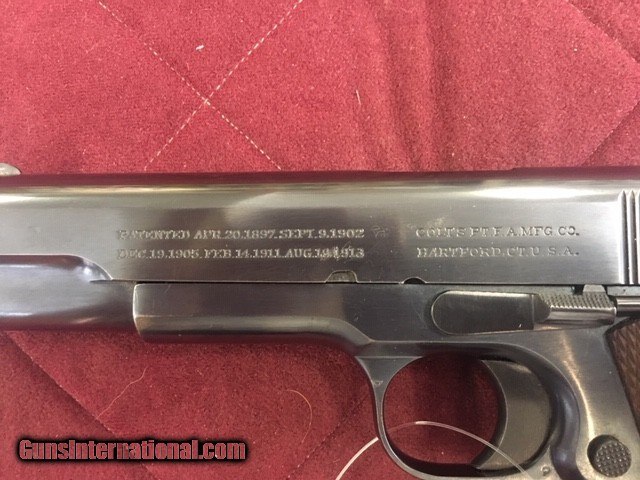 PATENTED APR.20.1897.SEPT.9.1902
DEC.19.1905.FEB.14.1911.AUG.19.1913
COLT'S PT. F. A. MFG. CO.
HARTFORD. CT. U. S. A.
GunsInternational.com